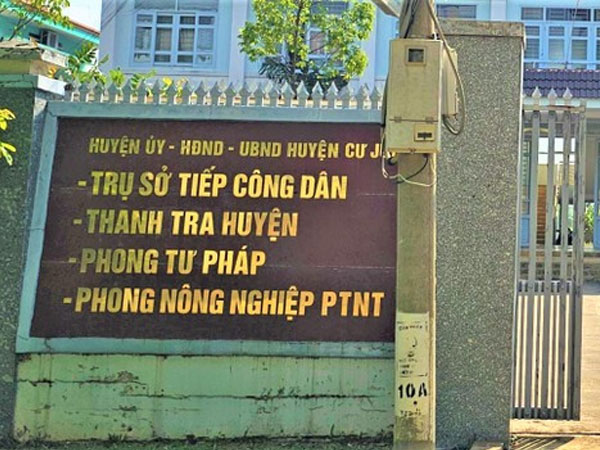 HUYỆN ỦY - HĐND - UBND HUYỆN CƯ
- TRỤ SỞ TIẾP CÔNG DÂN
- THANH TRA HUYỆN
- PHÒNG TƯ PHÁP
- PHÒNG NÔNG NGHIỆP PTNT
10A